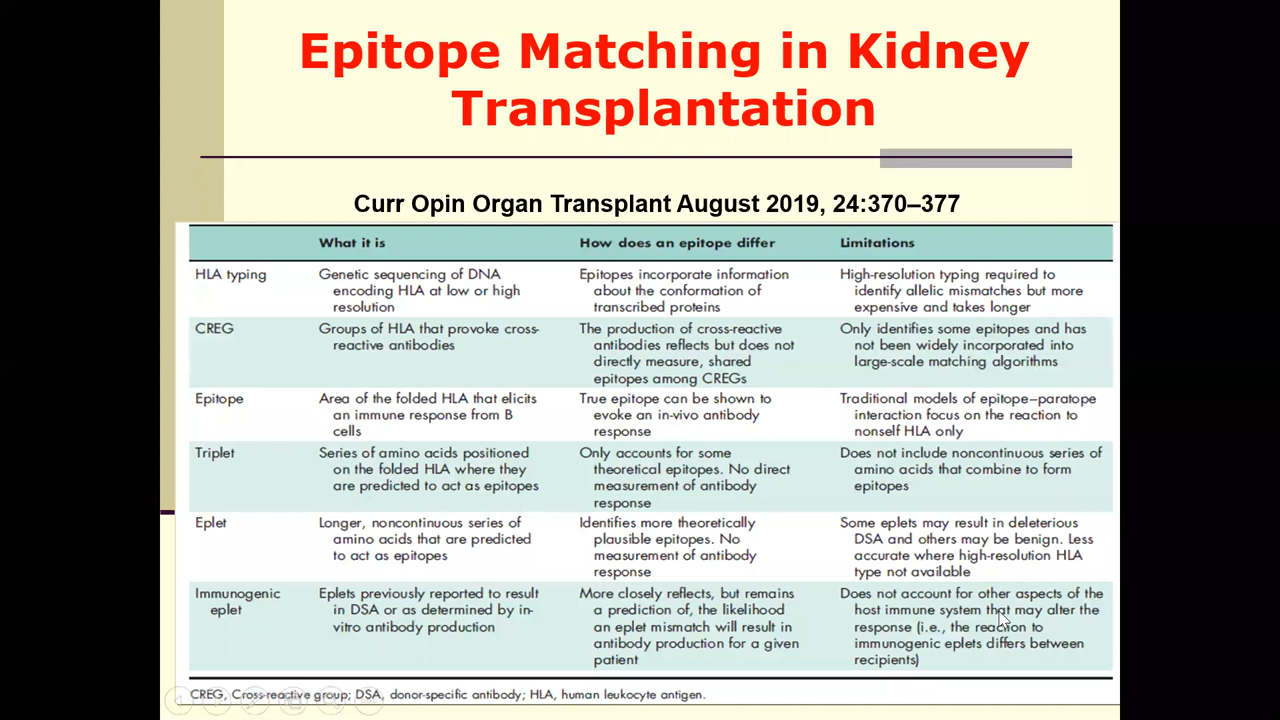 Epitope Matching in Kidney
Transplantation
Curr Opin Organ Transplant August 2019, 24:370–377
What it is
How does an epitope differ
Limitations
HLA typing
Genetic sequencing of DNA
encoding HLA at low or high
resolution
Epitopes incorporate information
about the conformation of
transcribed proteins
High-resolution typing required to
identify allelic mismatches but more
expensive and takes longer
CREG
Groups of HLA that provoke cross-
reactive antibodies
The production of cross-reactive
antibodies reflects but does not
directly measure, shared
epitopes among CREGs
Only identifies some epitopes and has
not been widely incorporated into
large-scale matching algorithms
Epitope
Area of the folded HLA that elicits
an immune response from B
cells
True epitope can be shown to
evoke an in-vivo antibody
response
Traditional models of epitope–paratope
interaction focus on the reaction to
nonself HLA only
Triplet
Series of amino acids positioned
on the folded HLA where they
are predicted to act as epitopes
Only accounts for some
theoretical epitopes. No direct
measurement of antibody
response
Does not include noncontinuous series of
amino acids that combine to form
epitopes
Eplet
Longer, noncontinuous series of
amino acids that are predicted
to act as epitopes
Identifies more theoretically
plausible epitopes. No
measurement of antibody
response
Some eplets may result in deleterious
DSA and others may be benign. Less
accurate where high-resolution HLA
type not available
Immunogenic
eplet
Eplets previously reported to result
in DSA or as determined by in-
vitro antibody production
More closely reflects, but remains
a prediction of, the likelihood
an eplet mismatch will result in
antibody production for a given
patient
Does not account for other aspects of the
host immune system that may alter the
response (i.e., the reaction to
immunogenic eplets differs between
recipients)
CREG, Cross-reactive group; DSA, donor-specific antibody; HLA, human leukocyte antigen.